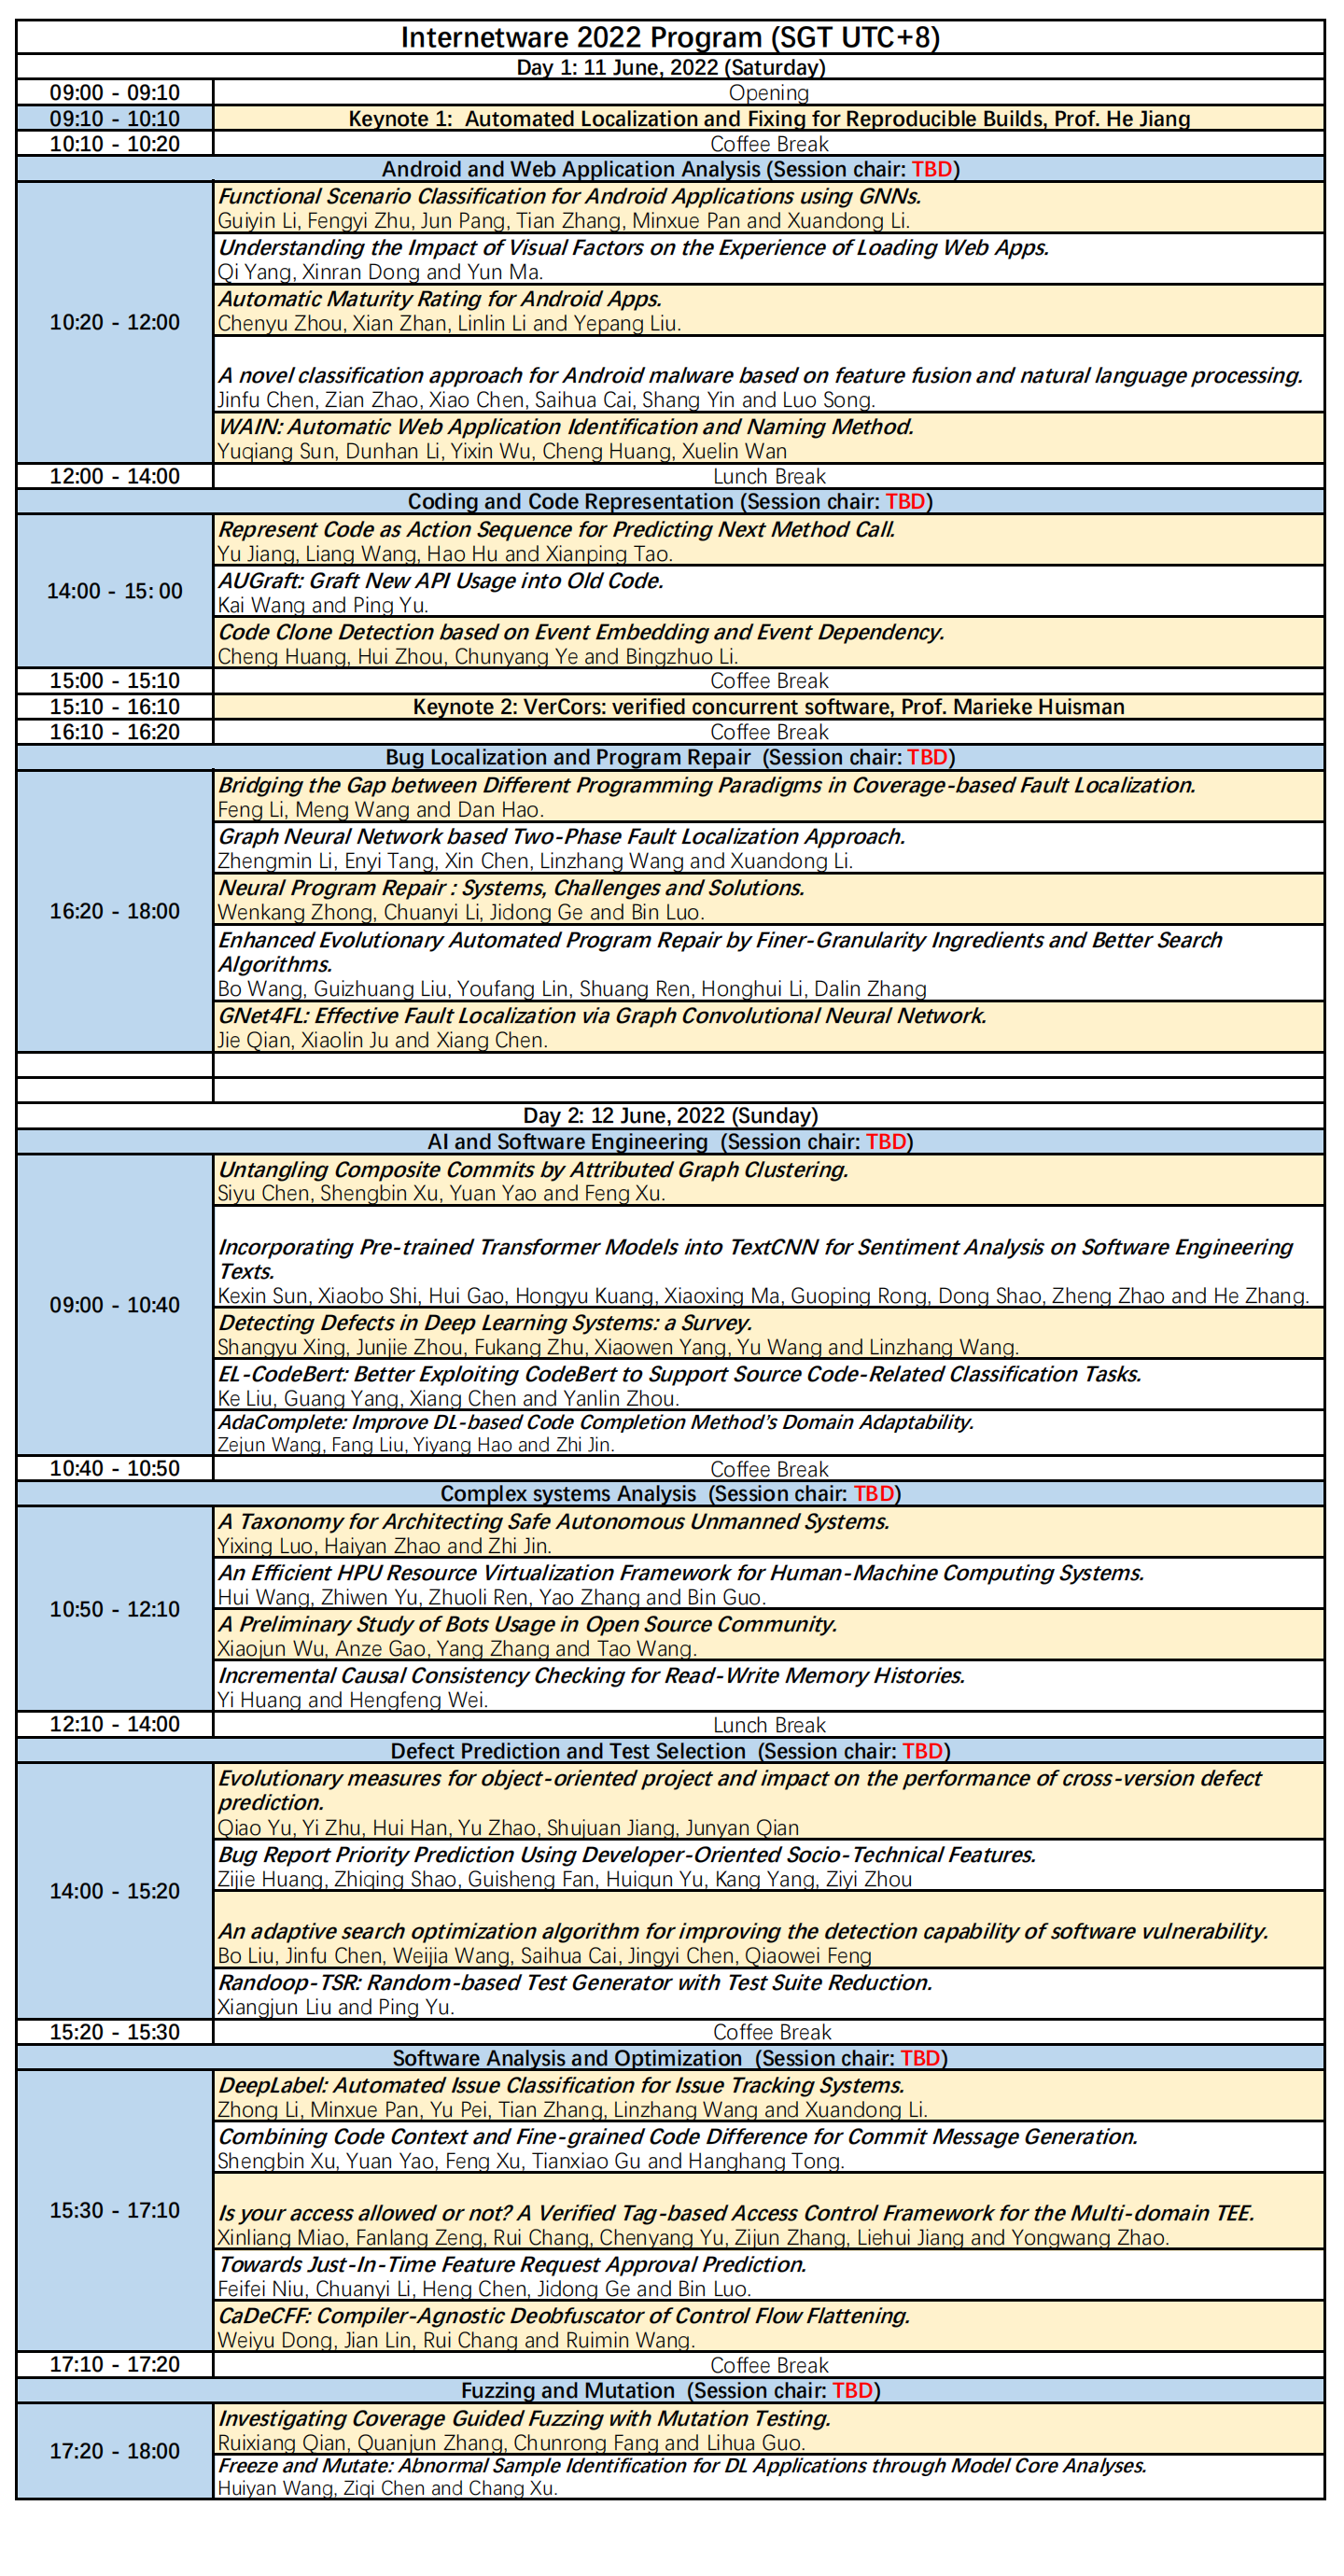 Internetware 2022 Program (SGT UTC+8)
Day 1: 11 June, 2022 (Saturday)
09:00 - 09:10
Opening
09:10 - 10:10
Keynote 1: Automated Localization and Fixing for Reproducible Builds, Prof. He Jiang
10:10 - 10:20
Coffee Break
Android and Web Application Analysis (Session chair: TBD)
10:20 - 12:00
Functional Scenario Classification for Android Applications using GNNs.
Guiyin Li, Fengyi Zhu, Jun Pang, Tian Zhang, Minxue Pan and Xuandong Li.
Understanding the Impact of Visual Factors on the Experience of Loading Web Apps.
Qi Yang, Xinran Dong and Yun Ma.
Automatic Maturity Rating for Android Apps.
Chenyu Zhou, Xian Zhan, Linlin Li and Yepang Liu.
A novel classification approach for Android malware based on feature fusion and natural language processing.
Jinfu Chen, Zian Zhao, Xiao Chen, Saihua Cai, Shang Yin and Luo Song.
WAIN: Automatic Web Application Identification and Naming Method.
Yuqiang Sun, Dunhan Li, Yixin Wu, Cheng Huang, Xuelin Wan
12:00 - 14:00
Lunch Break
Coding and Code Representation (Session chair: TBD)
14:00 - 15: 00
Represent Code as Action Sequence for Predicting Next Method Call.
Yu Jiang, Liang Wang, Hao Hu and Xianping Tao.
AUGraft: Graft New API Usage into Old Code.
Kai Wang and Ping Yu.
Code Clone Detection based on Event Embedding and Event Dependency.
Cheng Huang, Hui Zhou, Chunyang Ye and Bingzhuo Li.
15:00 - 15:10
Coffee Break
15:10 - 16:10
Keynote 2: VerCors: verified concurrent software, Prof. Marieke Huisman
16:10 - 16:20
Coffee Break
Bug Localization and Program Repair (Session chair: TBD)
16:20 - 18:00
Bridging the Gap between Different Programming Paradigms in Coverage-based Fault Localization.
Feng Li, Meng Wang and Dan Hao.
Graph Neural Network based Two-Phase Fault Localization Approach.
Zhengmin Li, Enyi Tang, Xin Chen, Linzhang Wang and Xuandong Li.
Neural Program Repair : Systems, Challenges and Solutions.
Wenkang Zhong, Chuanyi Li, Jidong Ge and Bin Luo.
Enhanced Evolutionary Automated Program Repair by Finer-Granularity Ingredients and Better Search
Algorithms.
Bo Wang, Guizhuang Liu, Youfang Lin, Shuang Ren, Honghui Li, Dalin Zhang
GNet4FL: Effective Fault Localization via Graph Convolutional Neural Network.
Jie Qian, Xiaolin Ju and Xiang Chen.
Day 2: 12 June, 2022 (Sunday)
AI and Software Engineering (Session chair: TBD)
09:00 - 10:40
Untangling Composite Commits by Attributed Graph Clustering.
Siyu Chen, Shengbin Xu, Yuan Yao and Feng Xu.
Incorporating Pre-trained Transformer Models into TextCNN for Sentiment Analysis on Software Engineering
Texts.
Kexin Sun, Xiaobo Shi, Hui Gao, Hongyu Kuang, Xiaoxing Ma, Guoping Rong, Dong Shao, Zheng Zhao and He Zhang.
Detecting Defects in Deep Learning Systems: a Survey.
Shangyu Xing, Junjie Zhou, Fukang Zhu, Xiaowen Yang, Yu Wang and Linzhang Wang.
EL-CodeBert: Better Exploiting CodeBert to Support Source Code-Related Classification Tasks.
Ke Liu, Guang Yang, Xiang Chen and Yanlin Zhou.
AdaComplete: Improve DL-based Code Completion Method's Domain Adaptability.
Zejun Wang, Fang Liu, Yiyang Hao and Zhi Jin.
10:40 - 10:50
Coffee Break
Complex systems Analysis (Session chair: TBD)
10:50 - 12:10
A Taxonomy for Architecting Safe Autonomous Unmanned Systems.
Yixing Luo, Haiyan Zhao and Zhi Jin.
An Efficient HPU Resource Virtualization Framework for Human-Machine Computing Systems.
Hui Wang, Zhiwen Yu, Zhuoli Ren, Yao Zhang and Bin Guo.
A Preliminary Study of Bots Usage in Open Source Community.
Xiaojun Wu, Anze Gao, Yang Zhang and Tao Wang.
Incremental Causal Consistency Checking for Read-Write Memory Histories.
Yi Huang and Hengfeng Wei.
12:10 - 14:00
Lunch Break
Defect Prediction and Test Selection (Session chair: TBD)
14:00 - 15:20
Evolutionary measures for object-oriented project and impact on the performance of cross-version defect
prediction.
Qiao Yu, Yi Zhu, Hui Han, Yu Zhao, Shujuan Jiang, Junyan Qian
Bug Report Priority Prediction Using Developer-Oriented Socio-Technical Features.
Zijie Huang, Zhiqing Shao, Guisheng Fan, Huiqun Yu, Kang Yang, Ziyi Zhou
An adaptive search optimization algorithm for improving the detection capability of software vulnerability.
Bo Liu, Jinfu Chen, Weijia Wang, Saihua Cai, Jingyi Chen, Qiaowei Feng
Randoop-TSR: Random-based Test Generator with Test Suite Reduction.
Xiangjun Liu and Ping Yu.
15:20 - 15:30
Coffee Break
Software Analysis and Optimization (Session chair: TBD)
15:30 - 17:10
DeepLabel: Automated Issue Classification for Issue Tracking Systems.
Zhong Li, Minxue Pan, Yu Pei, Tian Zhang, Linzhang Wang and Xuandong Li.
Combining Code Context and Fine-grained Code Difference for Commit Message Generation.
Shengbin Xu, Yuan Yao, Feng Xu, Tianxiao Gu and Hanghang Tong.
Is your access allowed or not? A Verified Tag-based Access Control Framework for the Multi-domain TEE.
Xinliang Miao, Fanlang Zeng, Rui Chang, Chenyang Yu, Zijun Zhang, Liehui Jiang and Yongwang Zhao.
Towards Just-In-Time Feature Request Approval Prediction.
Feifei Niu, Chuanyi Li, Heng Chen, Jidong Ge and Bin Luo.
CaDeCFF: Compiler-Agnostic Deobfuscator of Control Flow Flattening.
Weiyu Dong, Jian Lin, Rui Chang and Ruimin Wang.
17:10 - 17:20
Coffee Break
Fuzzing and Mutation (Session chair: TBD)
17:20 - 18:00
Investigating Coverage Guided Fuzzing with Mutation Testing.
Ruixiang Qian, Quanjun Zhang, Chunrong Fang and Lihua Guo.
Freeze and Mutate: Abnormal Sample Identification for DL Applications through Model Core Analyses.
Huiyan Wang, Ziqi Chen and Chang Xu.